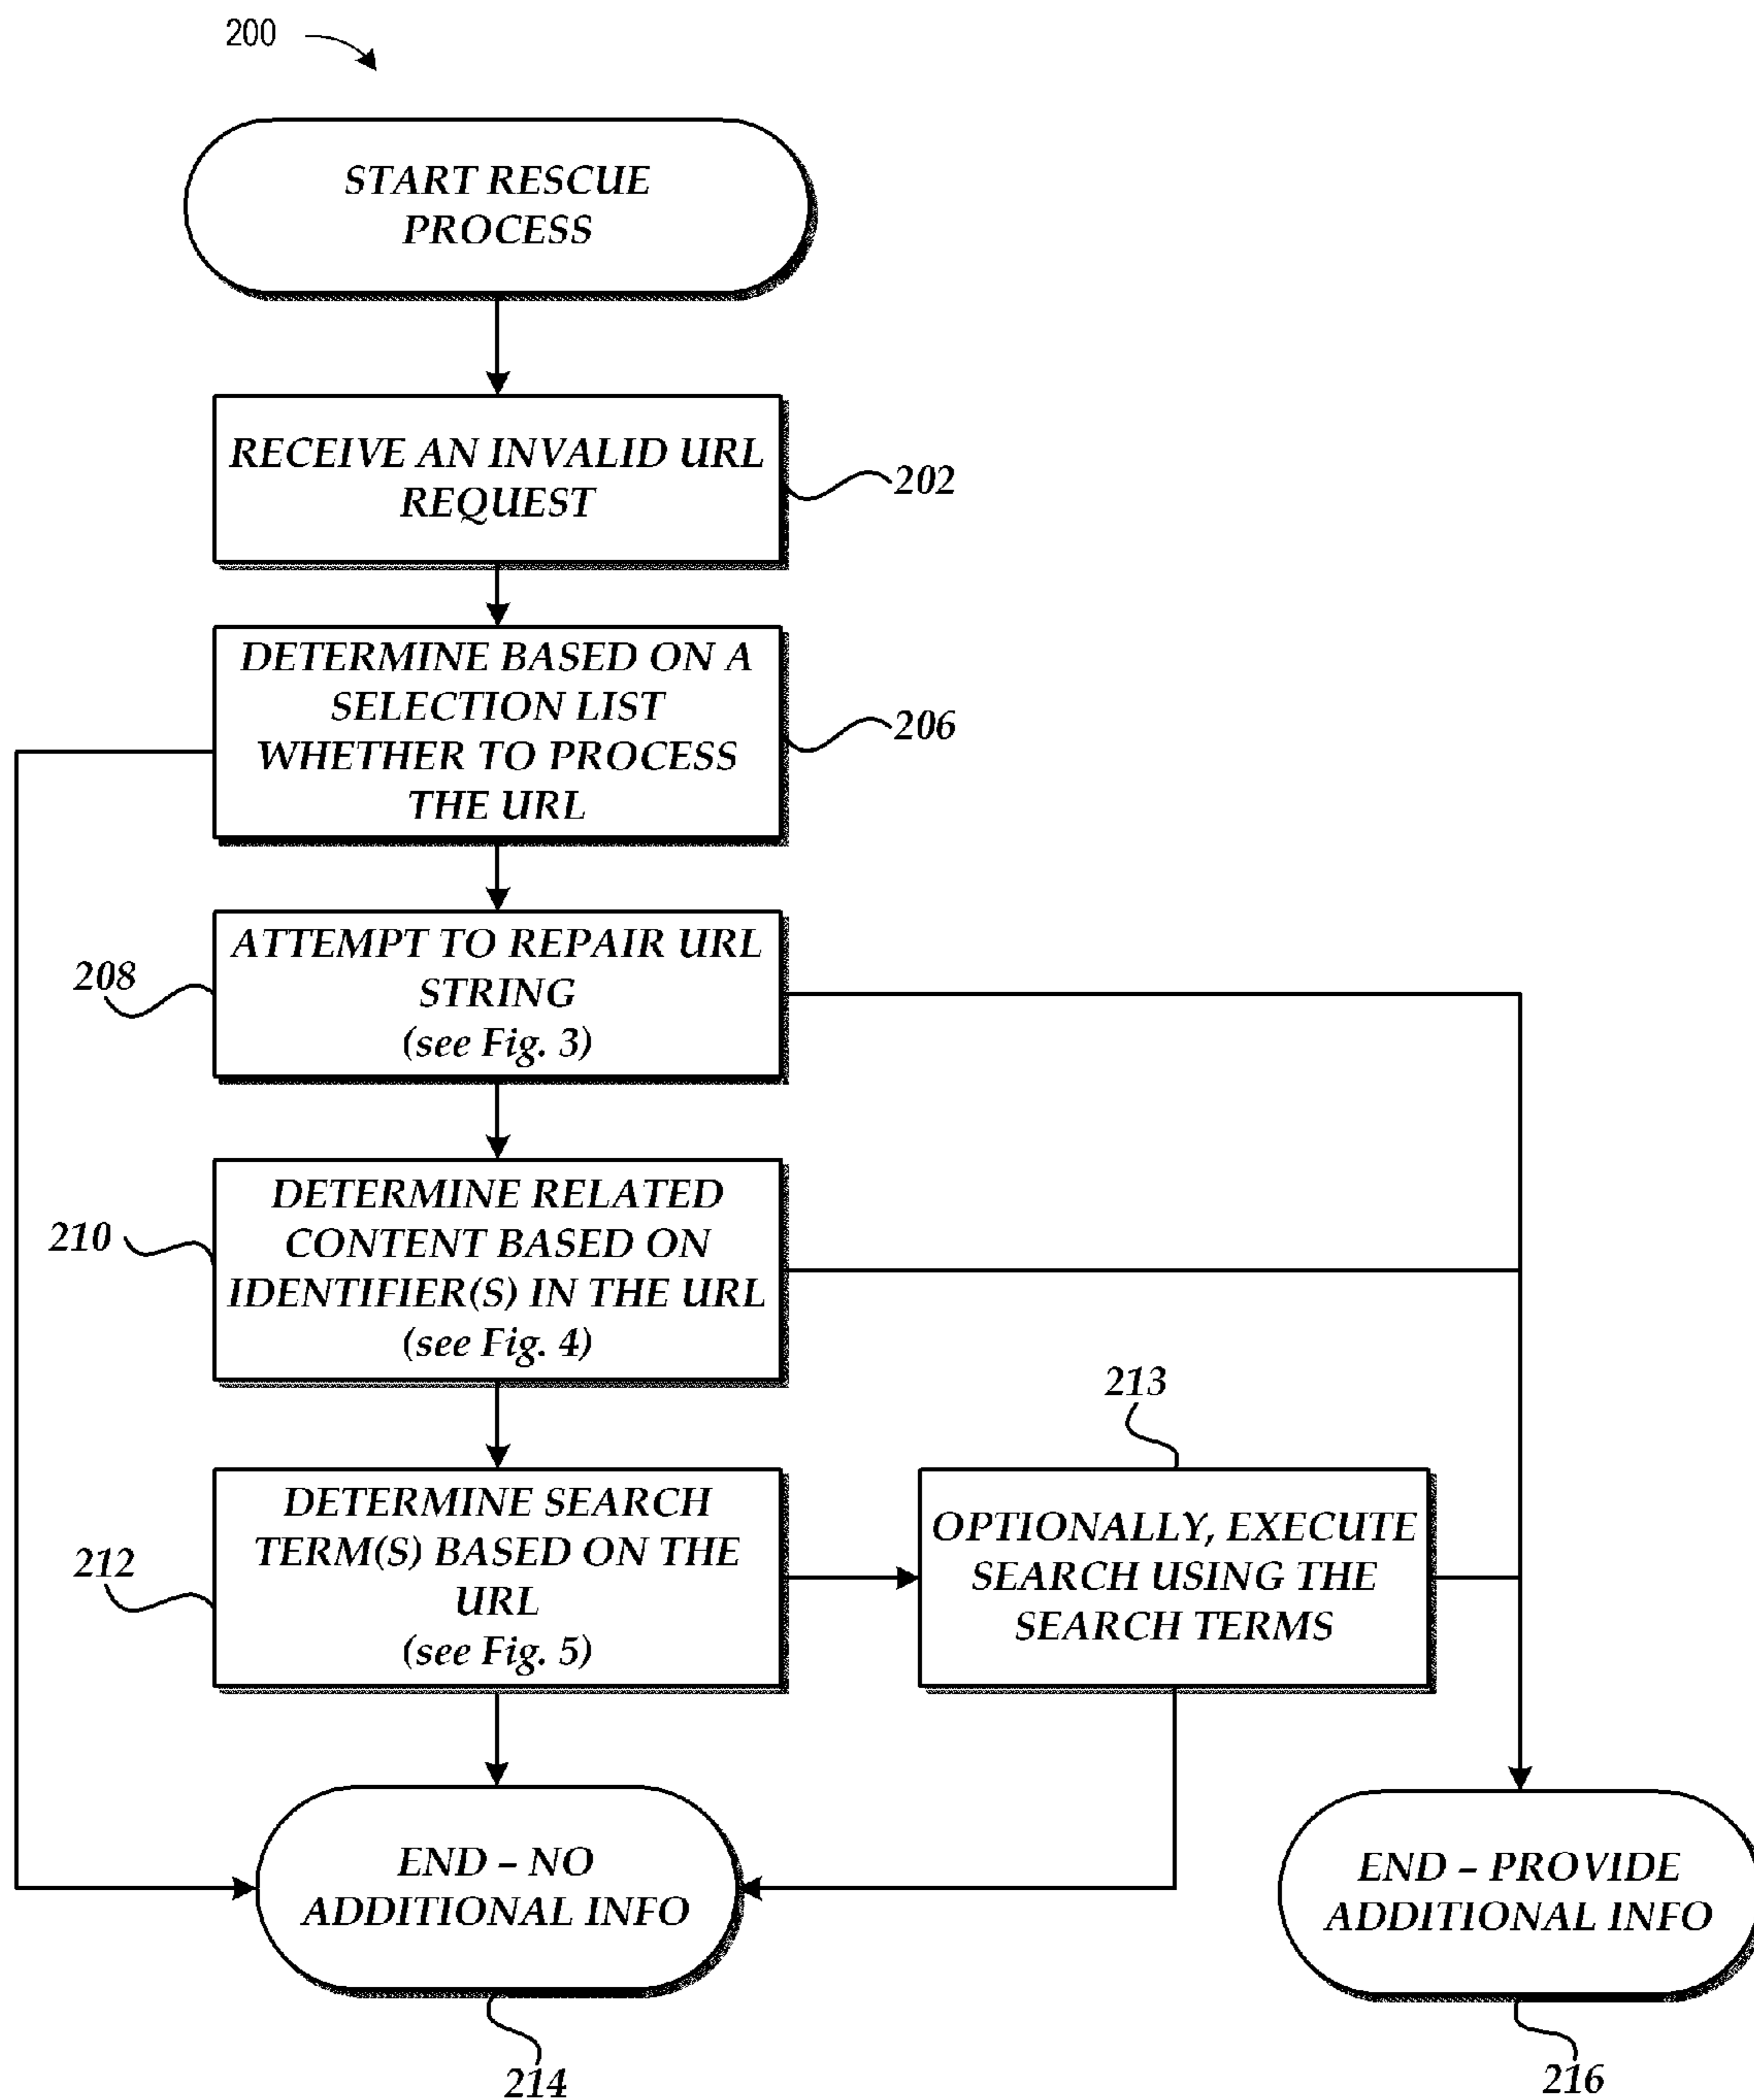 200
START RESCUE
PROCESS
RECEIVE AN INVALID URL
REQUEST
202
DETERMINE BASED ON A
SELECTION LIST
WHETHER TO PROCESS
THE URL
206
ATTEMPT TO REPAIR URL
STRING
(see Fig. 3)
208
DETERMINE RELATED
CONTENT BASED ON
IDENTIFIER(S) IN THE URL
(see Fig. 4)
210
DETERMINE SEARCH
TERM(S) BASED ON THE
URL
(see Fig. 5)
212
213
OPTIONALLY, EXECUTE
SEARCH USING THE
SEARCH TERMS
END – NO
ADDITIONAL INFO
214
END – PROVIDE
ADDITIONAL INFO
216